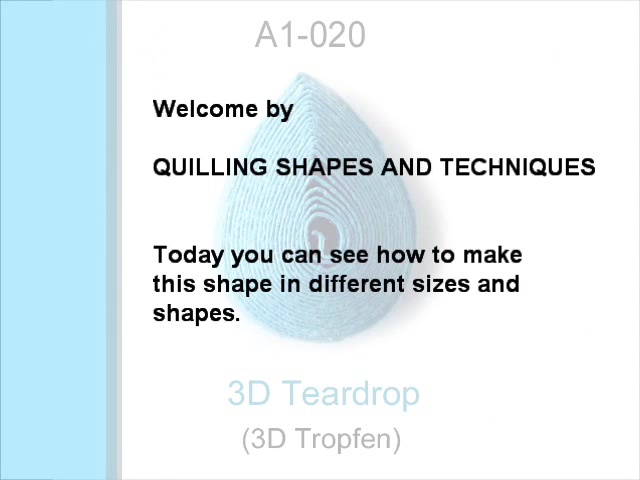 A1-020
Welcome by
QUILLING SHAPES AND TECHNIQUES
Today you can see how to make
this shape in different sizes and
shapes.
3D Teardrop
(3D Tropfen)